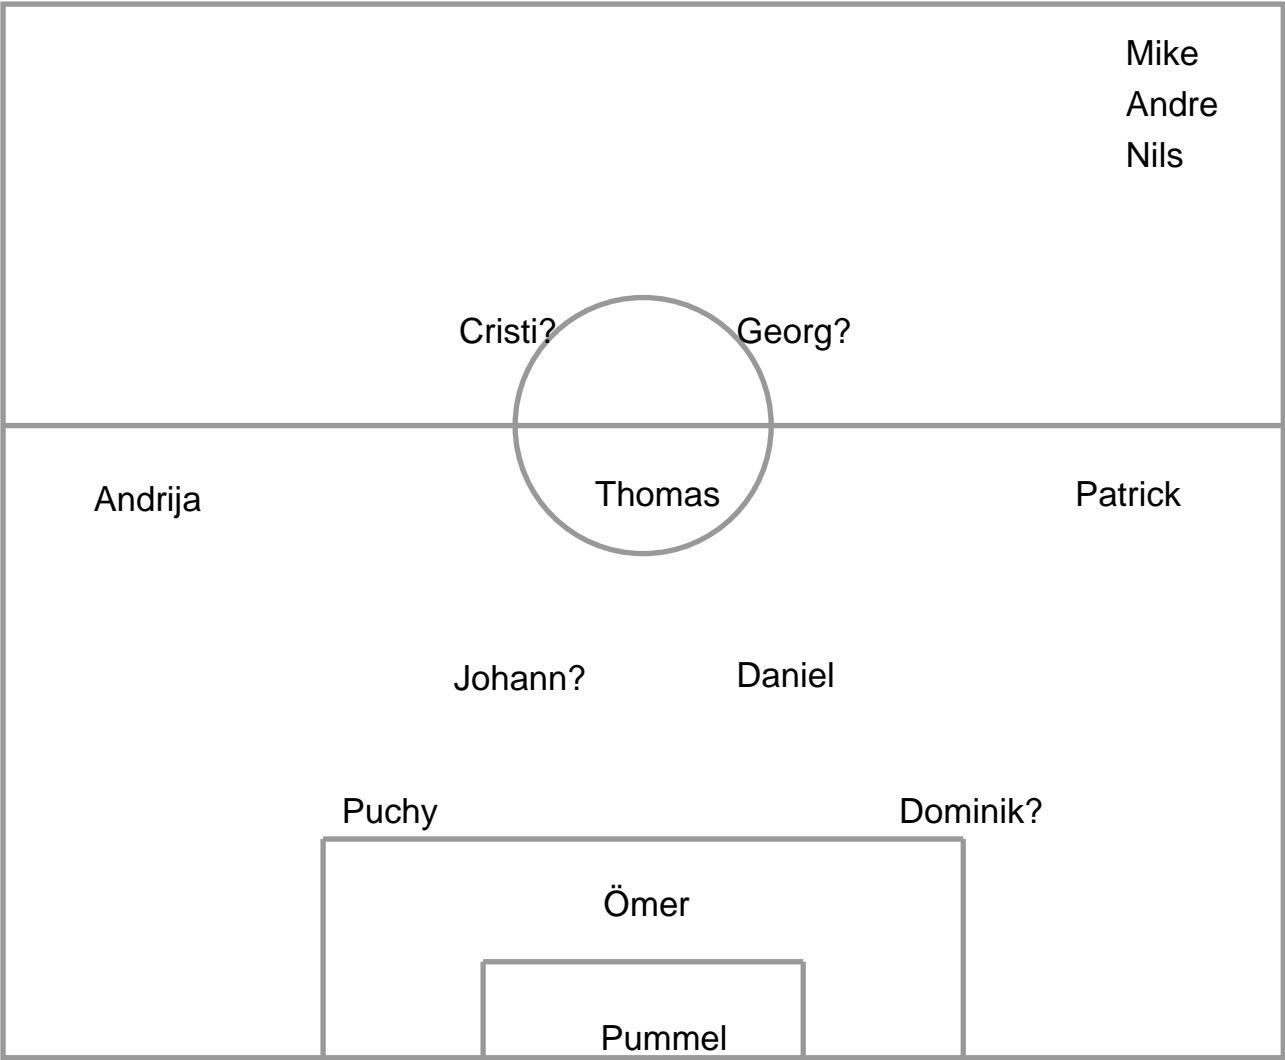 Mike
Andre
Nils
Cristi? Georg?
Andrija Thomas Patrick
Johann? Daniel
Puchy Dominik?
Ömer
Pummel